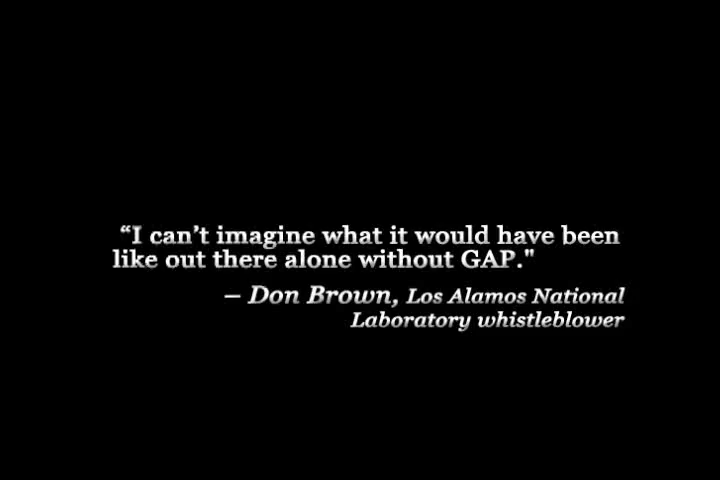 “I can’t imagine what it would have been
like out there alone without GAP."
– Don Brown, Los Alamos National
Laboratory whistleblower